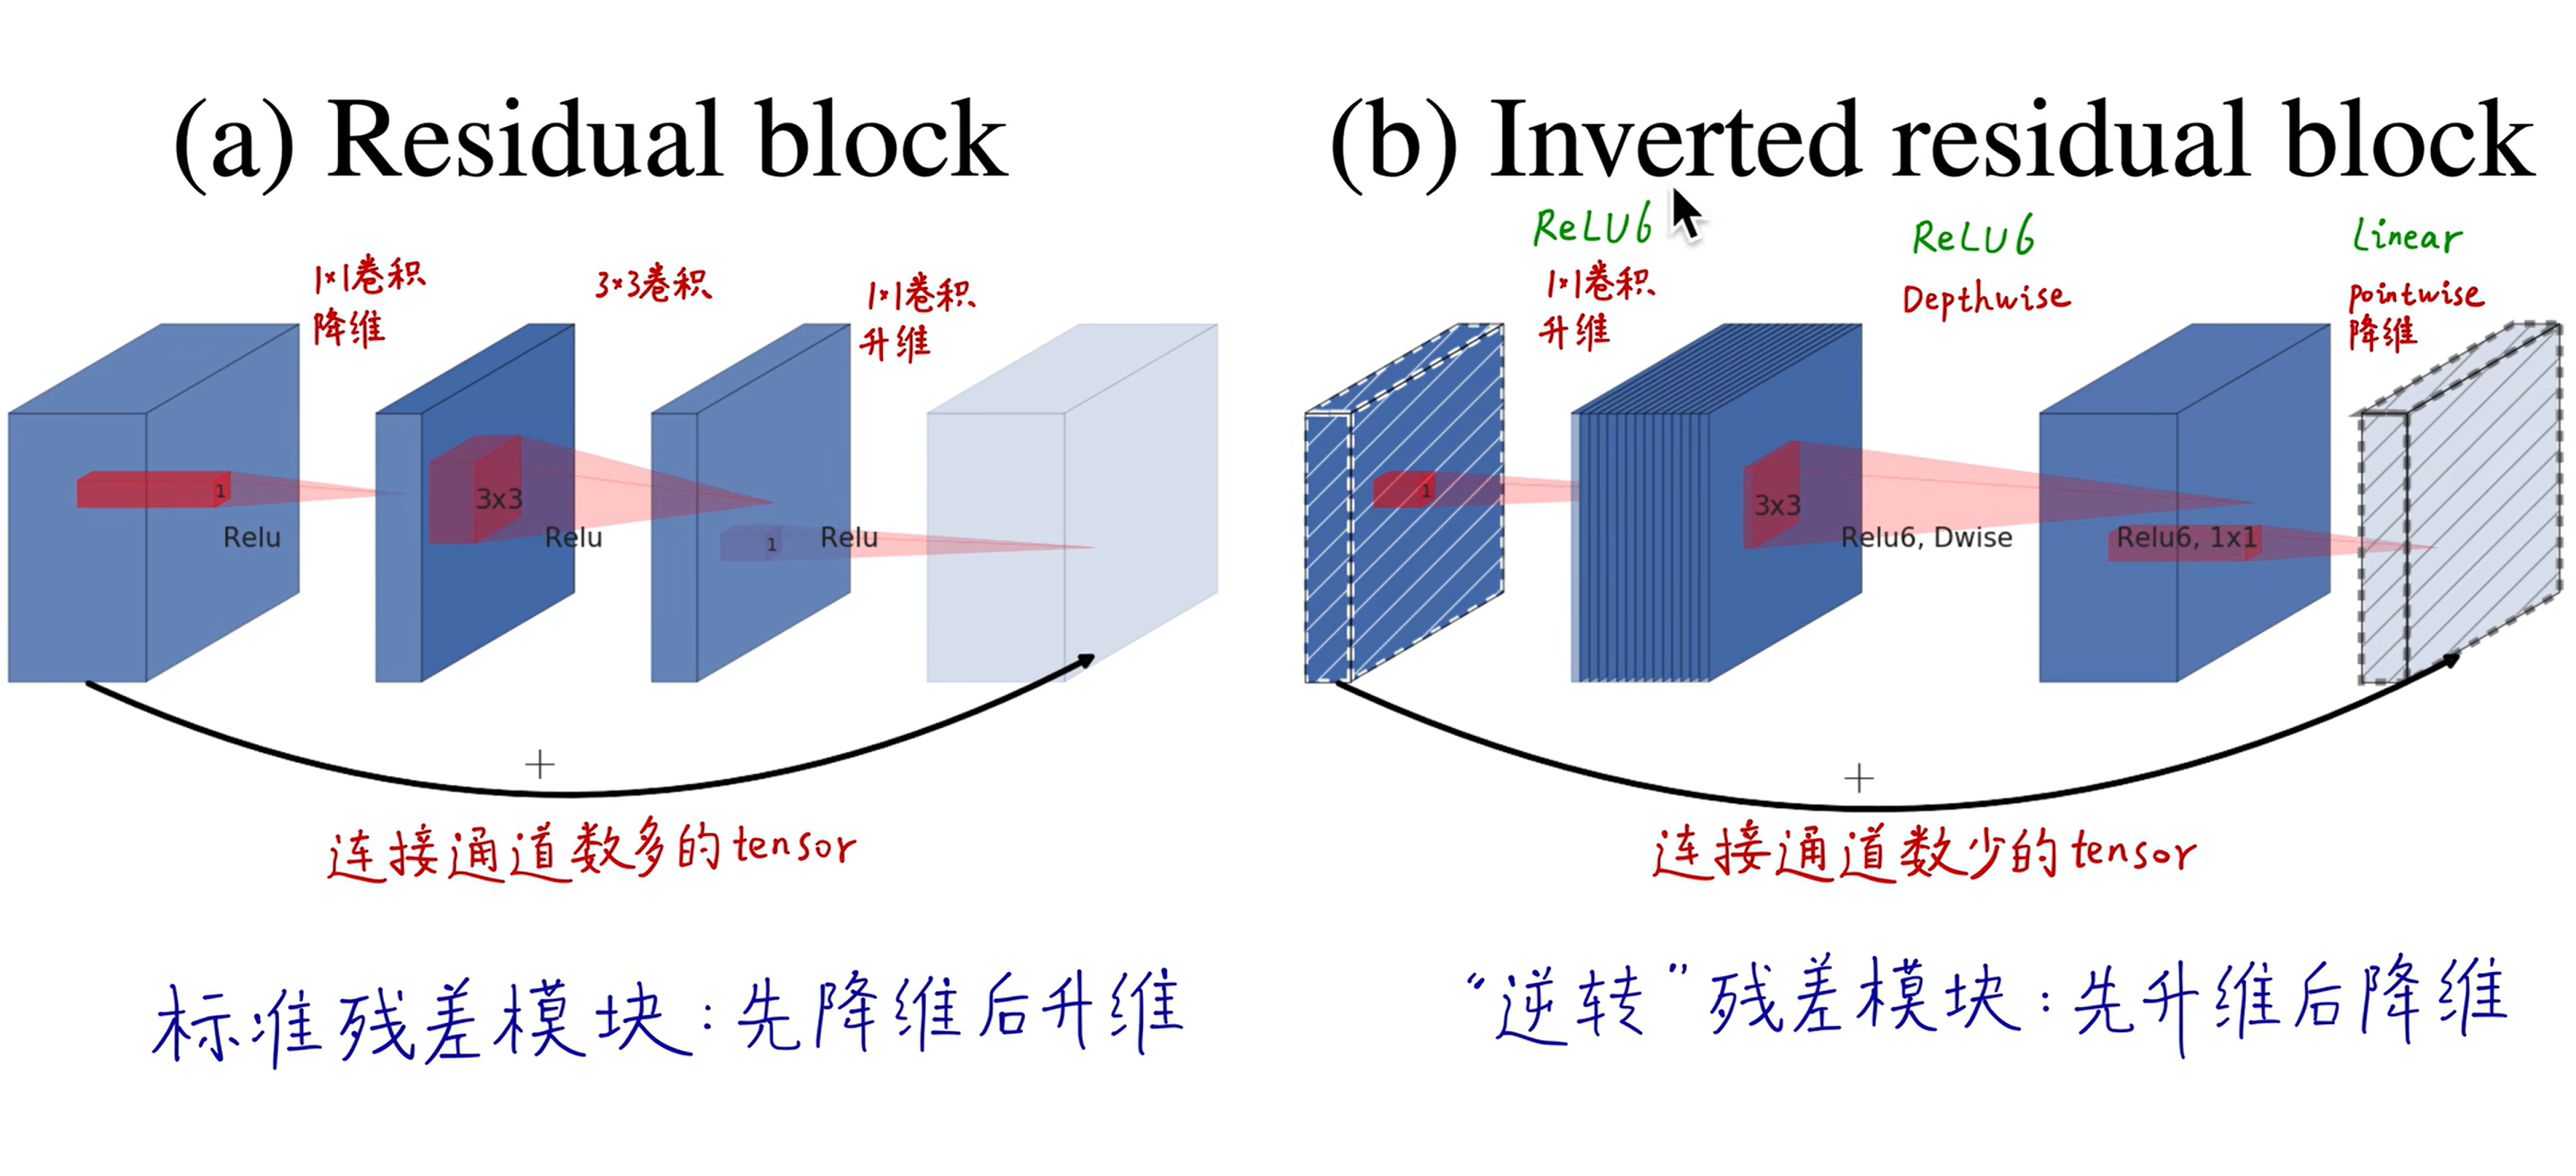 (a) Residual block
1×1卷积
降维
3×3卷积
1×1卷积
升维
1
Relu
3x3
Relu
1
Relu
+
连接通道数多的tensor
标准残差模块:先降维后升维
(b) Inverted residual block
ReLU6
1×1卷积
升维
ReLU6
Depthwise
Linear
pointwise
降维
1
3x3
Relu6, Dwise
Relu6, 1x1
+
连接通道数少的tensor
“逆转”残差模块:先升维后降维